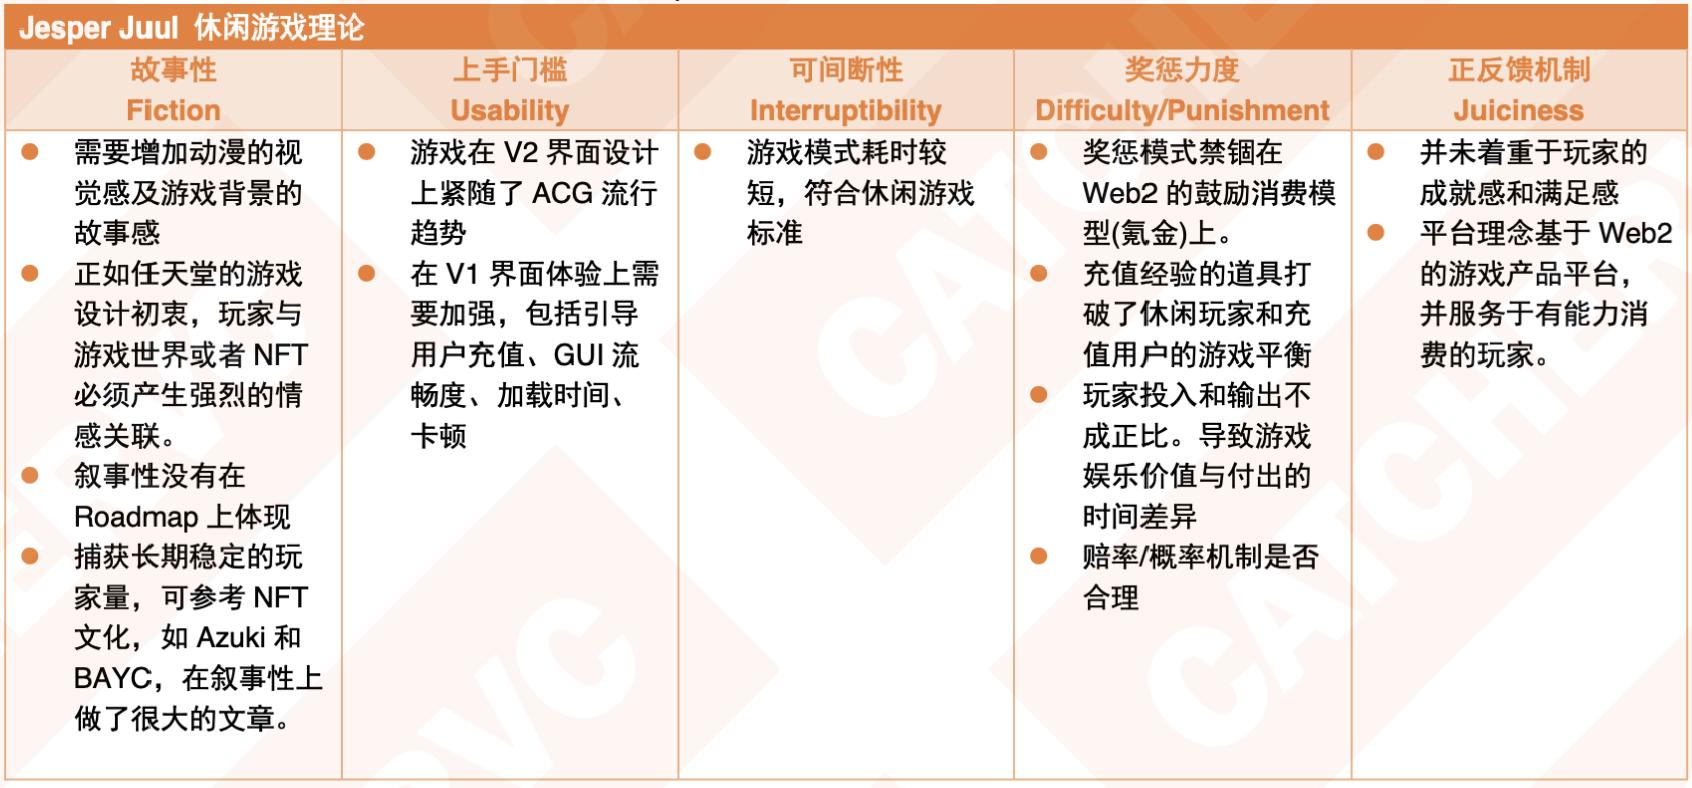 Jesper Juul 休闲游戏理论
故事性
Fiction
上手门槛
Usability
可间断性
Interruptibility
奖惩力度
Difficulty/Punishment
正反馈机制
Juiciness
需要增加动漫的视
觉感及游戏背景的
故事感
正如任天堂的游戏
设计初衷，玩家与
游戏世界或者 NFT
必须产生强烈的情
感关联。
叙事性没有在
Roadmap 上体现
捕获长期稳定的玩
家量，可参考 NFT
文化，如 Azuki 和
BAYC，在叙事性上
做了很大的文章。
游戏在 V2 界面设计
上紧随了 ACG 流行
趋势
在 V1 界面体验上需
要加强，包括引导
用户充值、GUI 流
畅度、加载时间、
卡顿
游戏模式耗时较
短，符合休闲游戏
标准
奖惩模式禁锢在
Web2 的鼓励消费模
型(氪金)上。
充值经验的道具打
破了休闲玩家和充
值用户的游戏平衡
玩家投入和输出不
成正比。导致游戏
娱乐价值与付出的
时间差异
赔率/概率机制是否
合理
并未着重于玩家的
成就感和满足感
平台理念基于 Web2
的游戏产品平台，
并服务于有能力消
费的玩家。